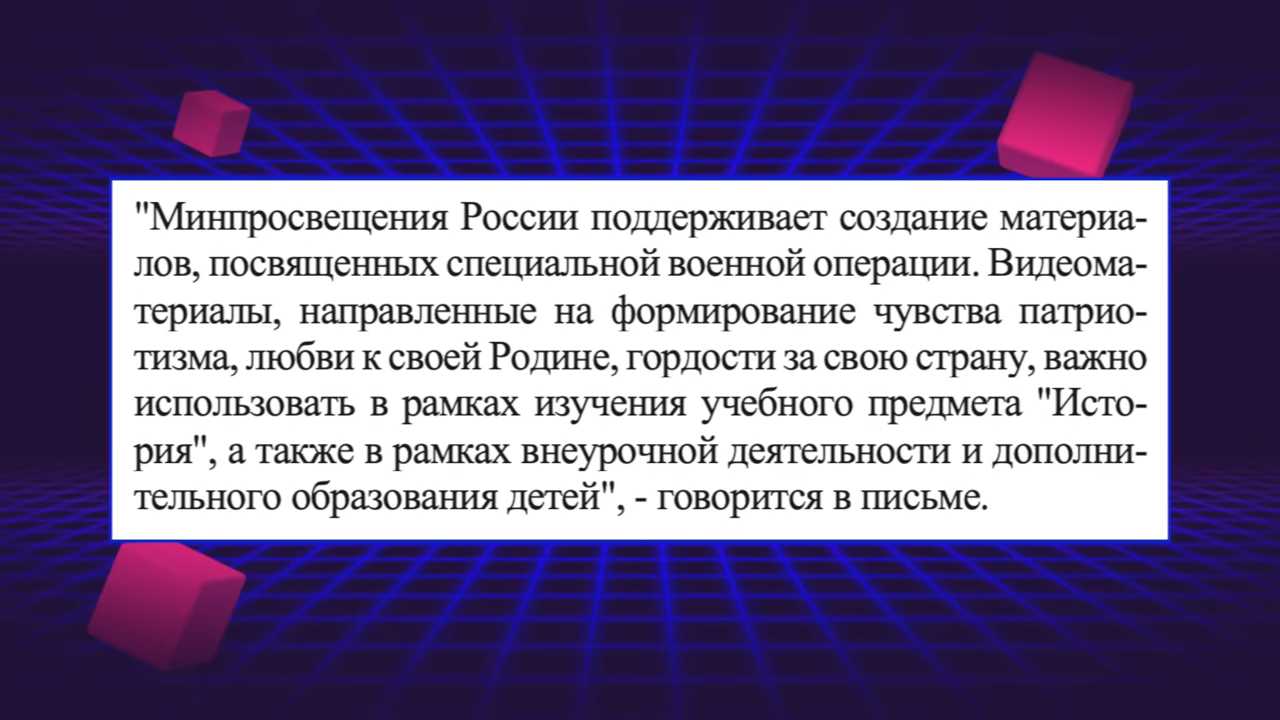 "Минпросвещения России поддерживает создание материа-
лов, посвященных специальной военной операции. Видеома-
териалы, направленные на формирование чувства патрио-
тизма, любви к своей Родине, гордости за свою страну, важно
использовать в рамках изучения учебного предмета "Исто-
рия", а также в рамках внеурочной деятельности и дополни-
тельного образования детей", - говорится в письме.